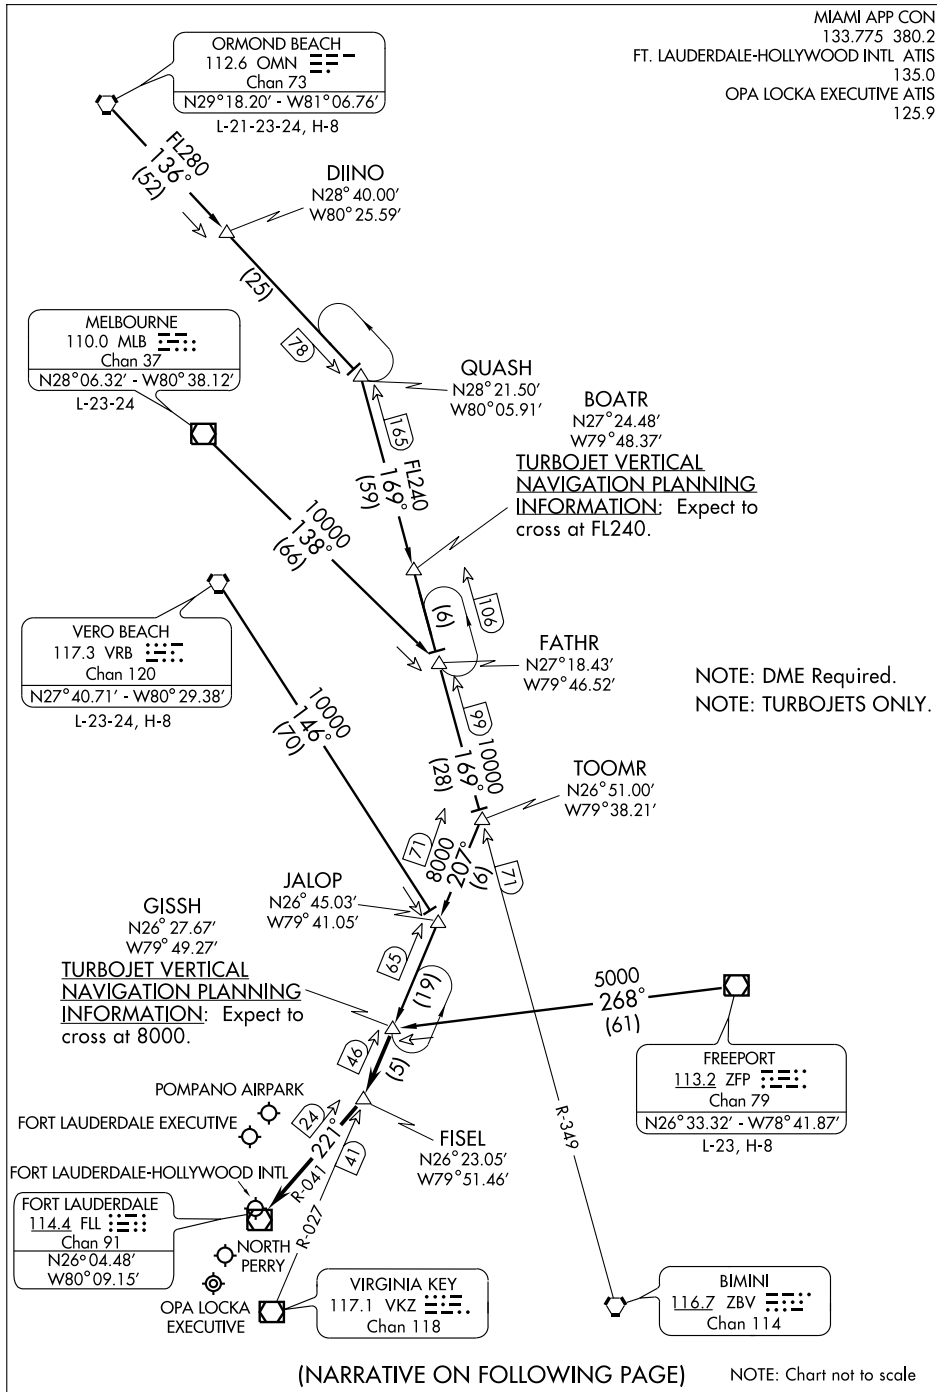 MIAMI APP CON
133.775 380.2
FT. LAUDERDALE-HOLLYWOOD INTL ATIS
135.0
OPA LOCKA EXECUTIVE ATIS
125.9
ORMOND BEACH
112.6 OMN
Chan 73
N29°18.20' - W81°06.76'
L-21-23-24, H-8
FL280
136°
(52)
DIINO
N28°40.00'
W80°25.59'
(25)
78
MELBOURNE
110.0 MLB
Chan 37
N28°06.32' - W80°38.12'
L-23-24
QUASH
N28°21.50'
W80°05.91'
165
FL240
169°
(59)
BOATR
N27°24.48'
W79°48.37'
TURBOJET VERTICAL
NAVIGATION PLANNING
INFORMATION: Expect to
cross at FL240.
10000
138°
(66)
(6)
106
VERO BEACH
117.3 VRB
Chan 120
N27°40.71' - W80°29.38'
L-23-24, H-8
FATHR
N27°18.43'
W79°46.52'
NOTE: DME Required.
NOTE: TURBOJETS ONLY.
10000
146°
(70)
99
10000
169°
(28)
TOOMR
N26°51.00'
W79°38.21'
71
8000
207°
(6)
71
JALOP
N26°45.03'
W79°41.05'
65
GISSH
N26°27.67'
W79°49.27'
TURBOJET VERTICAL
NAVIGATION PLANNING
INFORMATION: Expect to
cross at 8000.
(19)
5000
268°
(61)
46
(5)
FREEPORT
113.2 ZFP
Chan 79
N26°33.32' - W78°41.87'
L-23, H-8
POMPANO AIRPARK
FORT LAUDERDALE EXECUTIVE
24
221°
R-041
41
R-027
FISEL
N26°23.05'
W79°51.46'
R-349
FORT LAUDERDALE-HOLLYWOOD INTL
FORT LAUDERDALE
114.4 FLL
Chan 91
N26°04.48'
W80°09.15'
NORTH
PERRY
OPA LOCKA
EXECUTIVE
VIRGINIA KEY
117.1 VKZ
Chan 118
BIMINI
116.7 ZBV
Chan 114
(NARRATIVE ON FOLLOWING PAGE)
NOTE: Chart not to scale